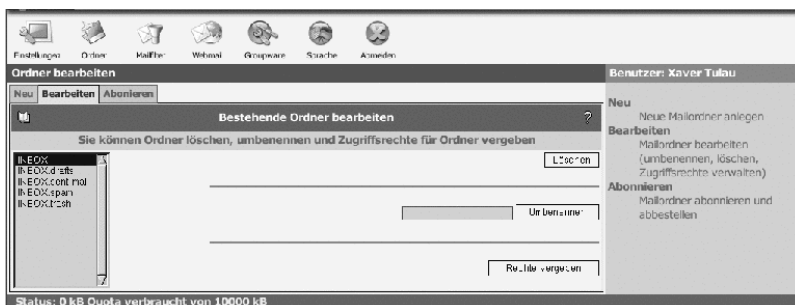 Einstellungen Ordner Mailfilter Webmail Groupware Sprache Abmelden
Ordner bearbeiten
Benutzer: Xaver Tulau
Neu Bearbeiten Abonieren
Bestehende Ordner bearbeiten ?
Sie können Ordner löschen, umbenennen und Zugriffsrechte für Ordner vergeben
INBOX
INBOX.drafts
INBOX.spam
INBOX.trash
Löschen
Umbenennen
Rechte vergeben
Neu
Neue Mailordner anlegen
Bearbeiten
Mailordner bearbeiten
(umbenennen, löschen,
Zugriffsrechte verwalten)
Abonnieren
Mailordner abonnieren und
abbestellen
Status: 0 kB Quota verbraucht von 10000 kB